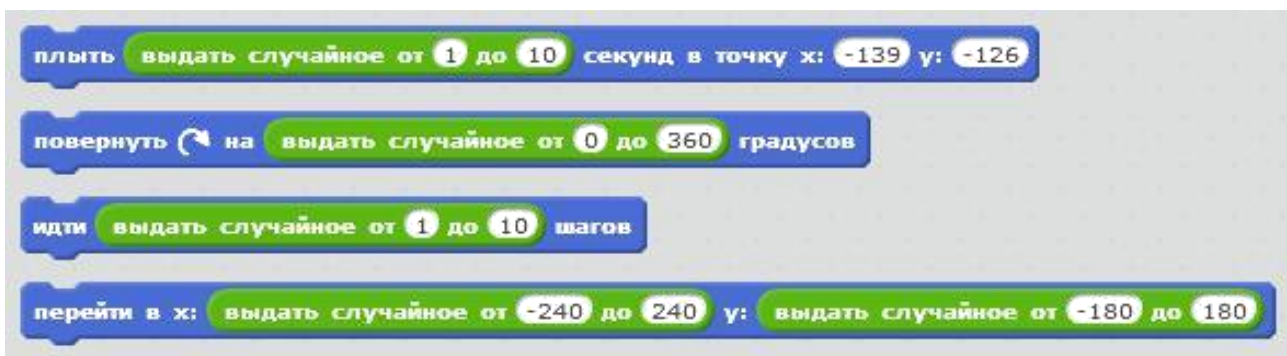 плыть выдать случайное от 1 до 10 секунд в точку x: -139 y: -126
повернуть на выдать случайное от 0 до 360 градусов
идти выдать случайное от 1 до 10 шагов
перейти в x: выдать случайное от -240 до 240 y: выдать случайное от -180 до 180